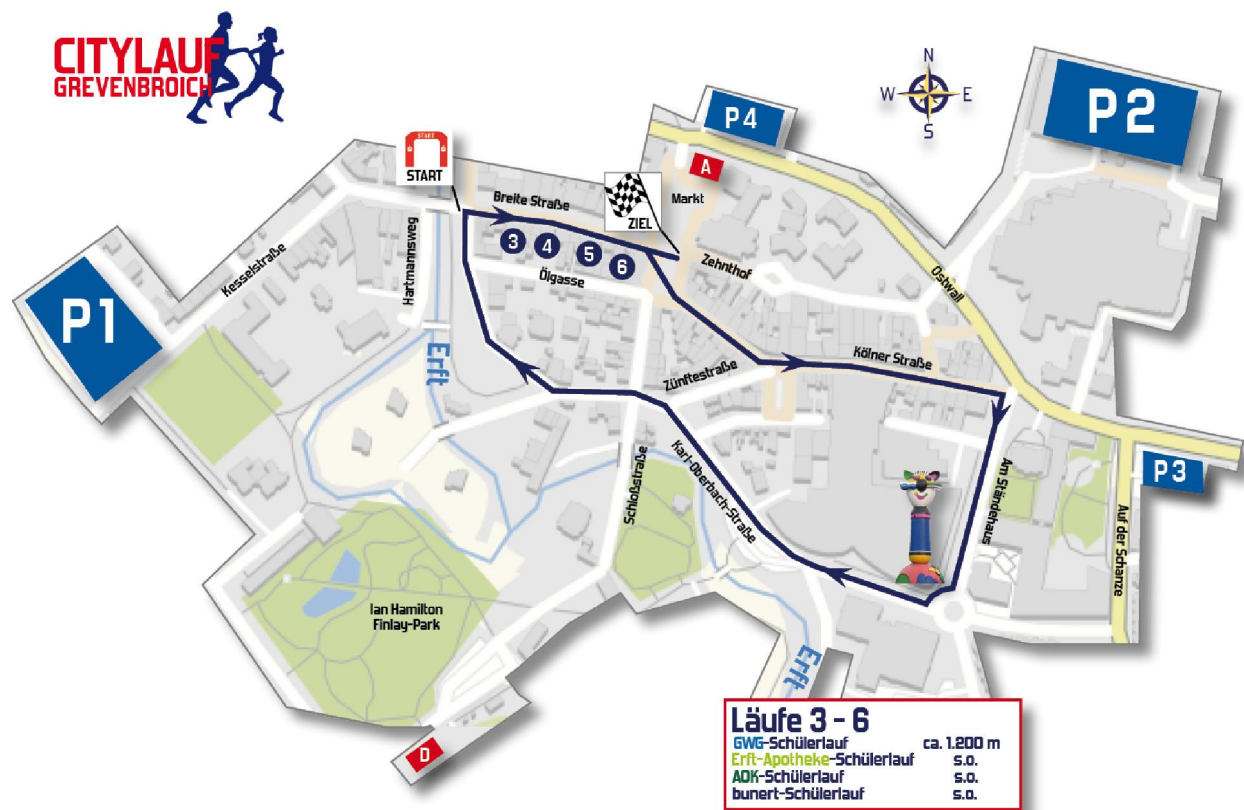 CITYLAUF
GREVENBROICH
N
W
E
S
P4
P2
START
START
A
Breite Straße
Markt
ZIEL
Hartmannsweg
Kesselstraße
3
4
5
6
Zehnthof
Ostwall
Ölgasse
P1
Erft
Kölner Straße
Zünftestraße
Karl-Oberbach-Straße
Schloßstraße
Am Ständehaus
P3
Auf der Schanze
Ian Hamilton
Finlay-Park
Erft
D
Läufe 3 - 6
GWG-Schülerlauf ca. 1.200 m
Erft-Apotheke-Schülerlauf s.o.
AOK-Schülerlauf s.o.
bunert-Schülerlauf s.o.